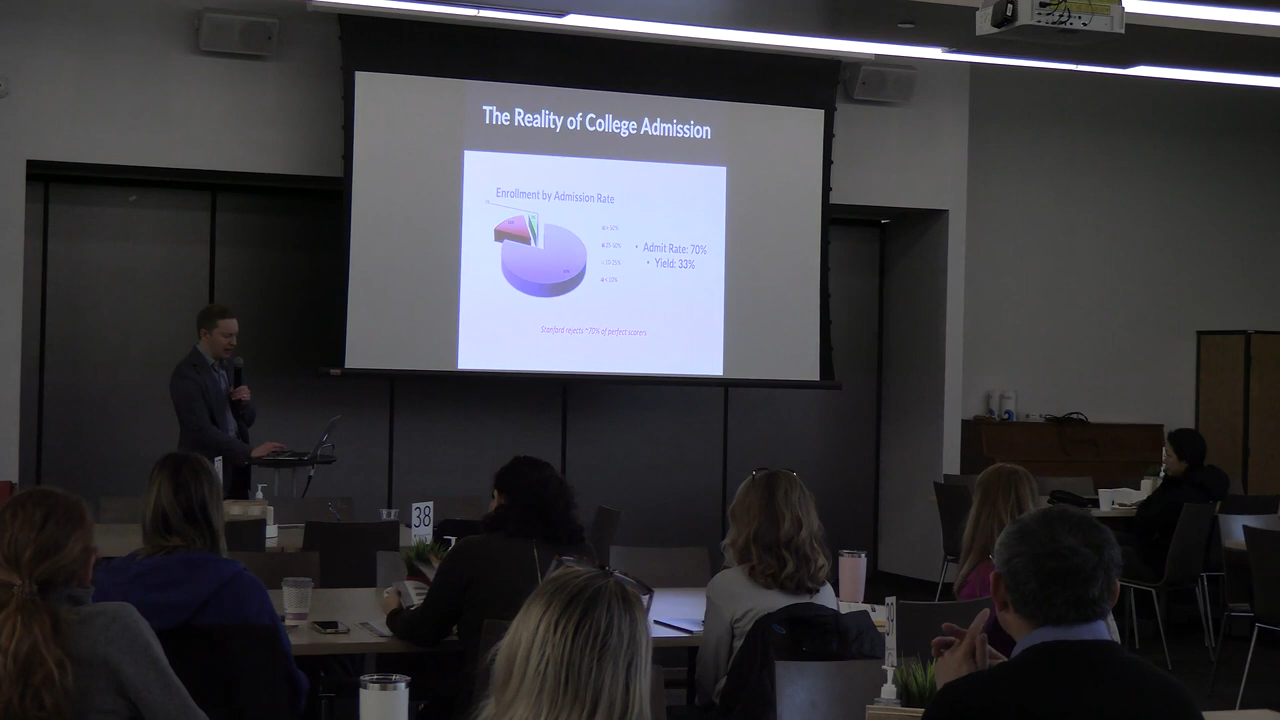 The Reality of College Admission
Enrollment by Admission Rate
• Admit Rate: 70%
• Yield: 33%
Stanford rejects ~70% of perfect scorers
38